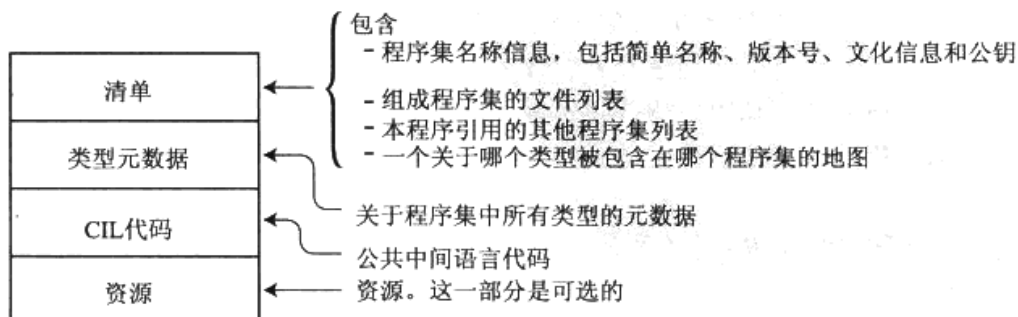 包含
- 程序集名称信息，包括简单名称、版本号、文化信息和公钥
清单
- 组成程序集的文件列表
- 本程序引用的其他程序集列表
- 一个关于哪个类型被包含在哪个程序集的地图
类型元数据
关于程序集中所有类型的元数据
CIL代码
公共中间语言代码
资源
资源。这一部分是可选的